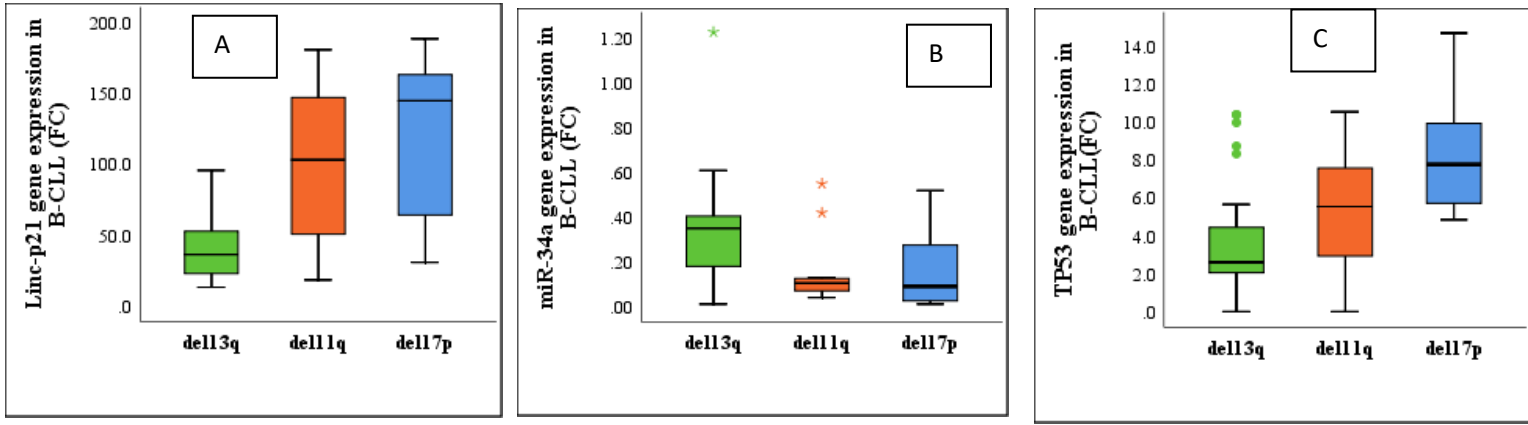 A
Linc-p21 gene expression in
B-CLL (FC)
200.0
150.0
100.0
50.0
.0
del13q
del11q
del17p
B
miR-34a gene expression in
B-CLL (FC)
1.20
1.00
.80
.60
.40
.20
.00
del13q
del11q
del17p
C
TP53 gene expression in
B-CLL(FC)
14.0
12.0
10.0
8.0
6.0
4.0
2.0
.0
del13q
del11q
del17p